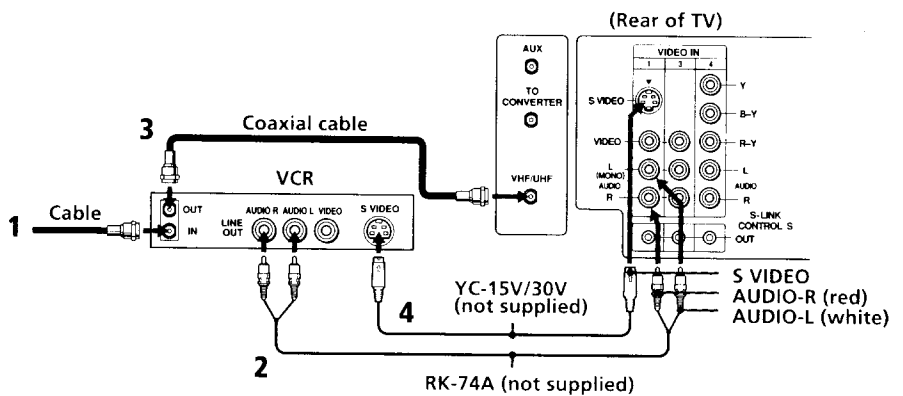 (Rear of TV)
AUX
TO
CONVERTER
VHF/UHF
VIDEO IN
1 3 4
S VIDEO
VIDEO
L
(MONO)
AUDIO
R
Y
B–Y
R–Y
L
AUDIO
R
S-LINK
CONTROL S
OUT
3
Coaxial cable
VCR
1
Cable
OUT
IN
LINE
OUT
AUDIO R AUDIO L VIDEO
S VIDEO
4
YC-15V/30V
(not supplied)
S VIDEO
AUDIO-R (red)
AUDIO-L (white)
2
RK-74A (not supplied)